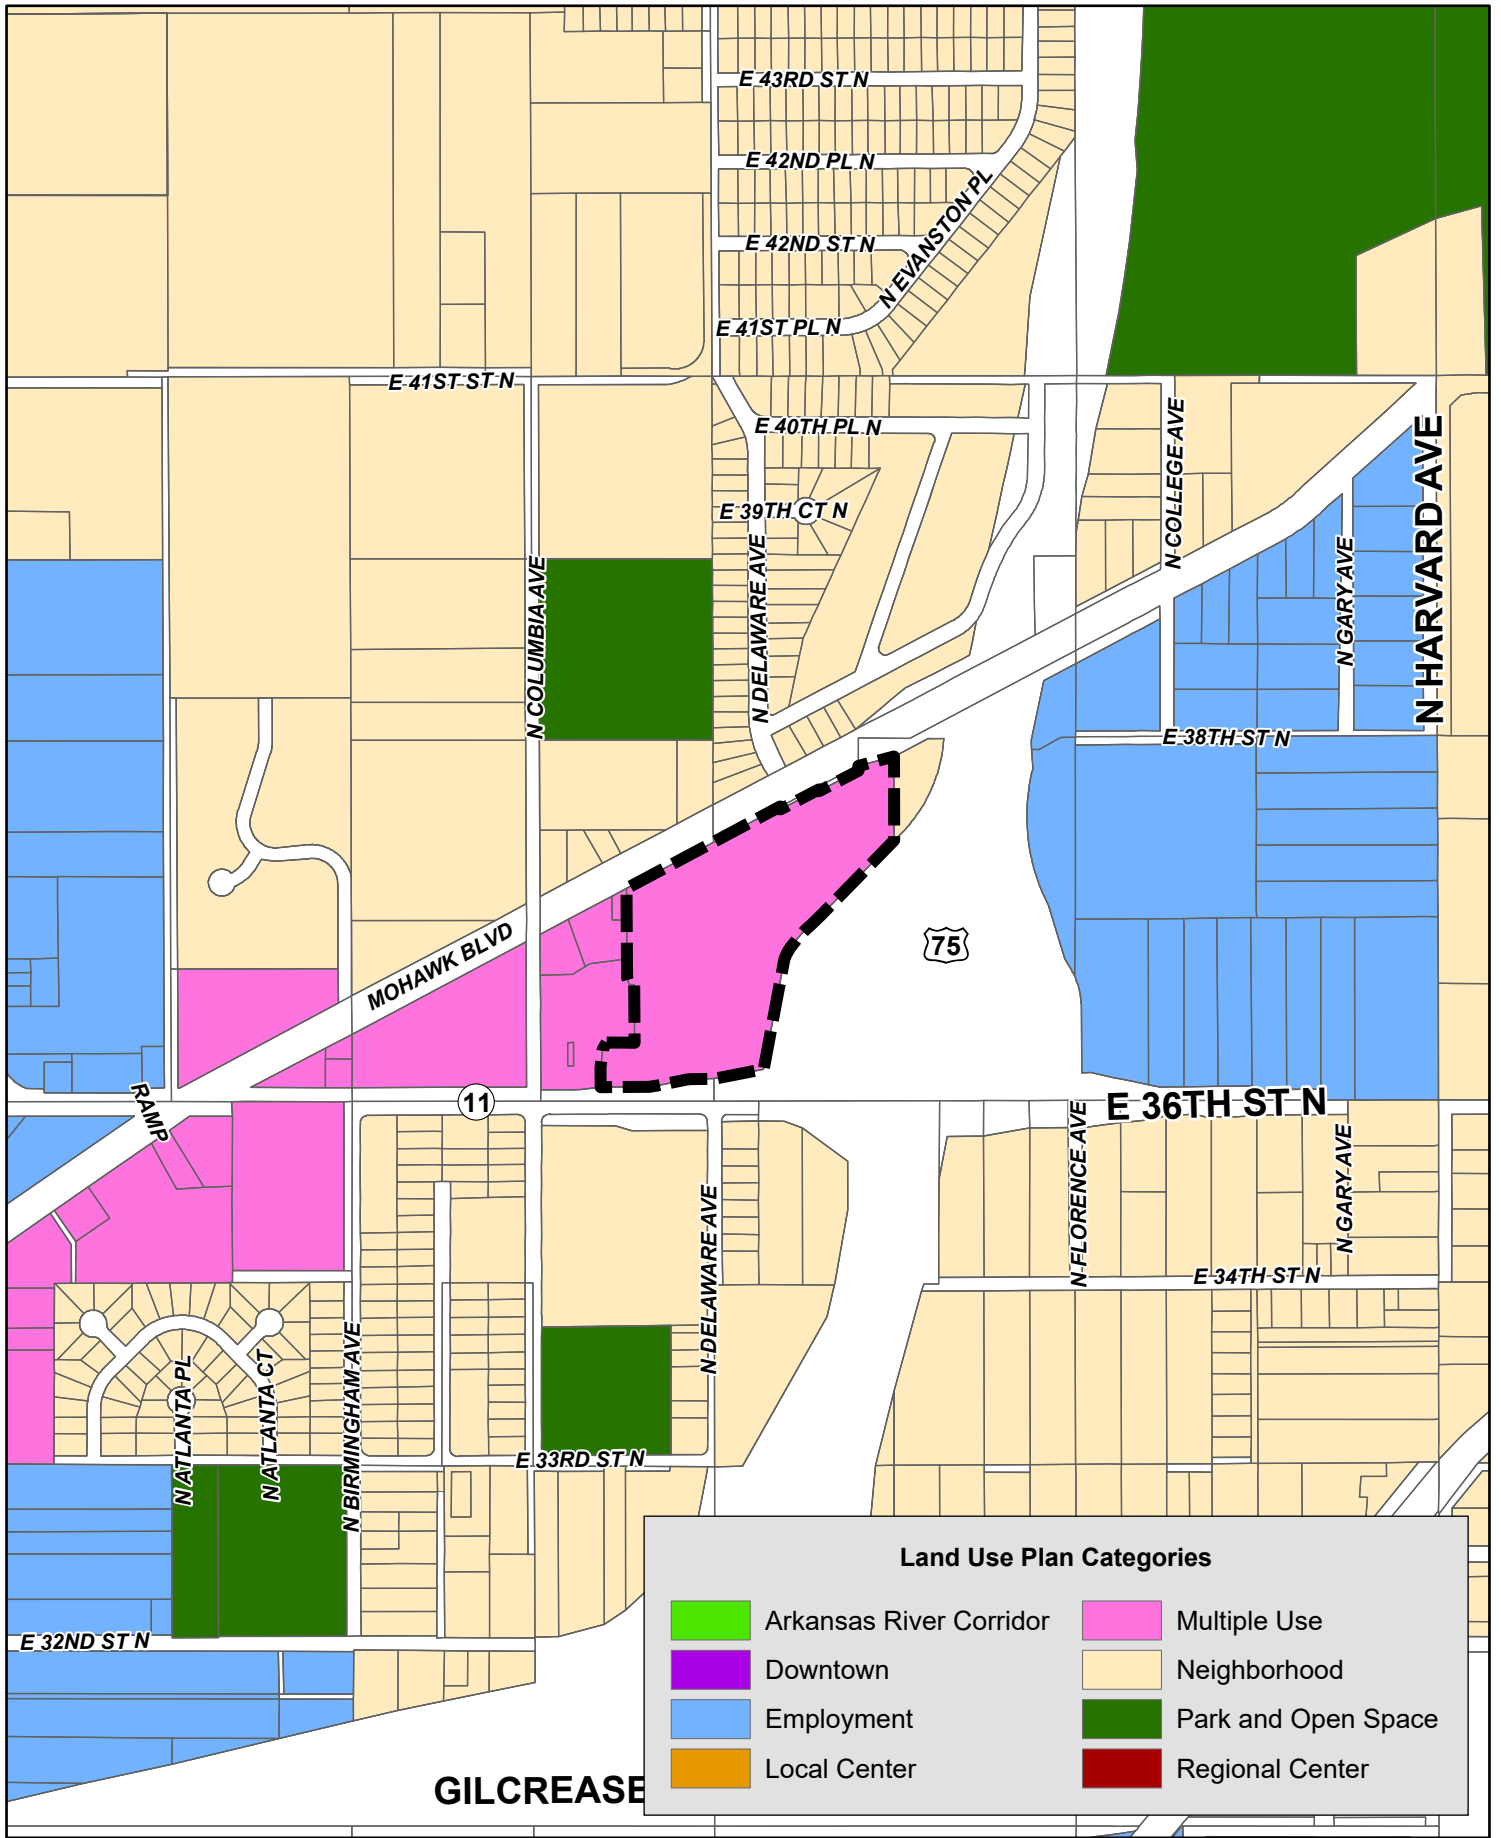 E 43RD ST N
E 42ND PL N
N EVANSTON PL
E 42ND ST N
E 41ST PL N
E 41ST ST N
E 40TH PL N
N COLLEGE AVE
N HARVARD AVE
E 39TH CT N
N DELAWARE AVE
N COLUMBIA AVE
N GARY AVE
E 38TH ST N
MOHAWK BLVD
75
RAMP
11
E 36TH ST N
N FLORENCE AVE
N GARY AVE
N DELAWARE AVE
E 34TH ST N
N ATLANTA PL
N ATLANTA CT
N BIRMINGHAM AVE
E 33RD ST N
E 32ND ST N
GILCREASE
Land Use Plan Categories
Arkansas River Corridor
Downtown
Employment
Local Center
Multiple Use
Neighborhood
Park and Open Space
Regional Center